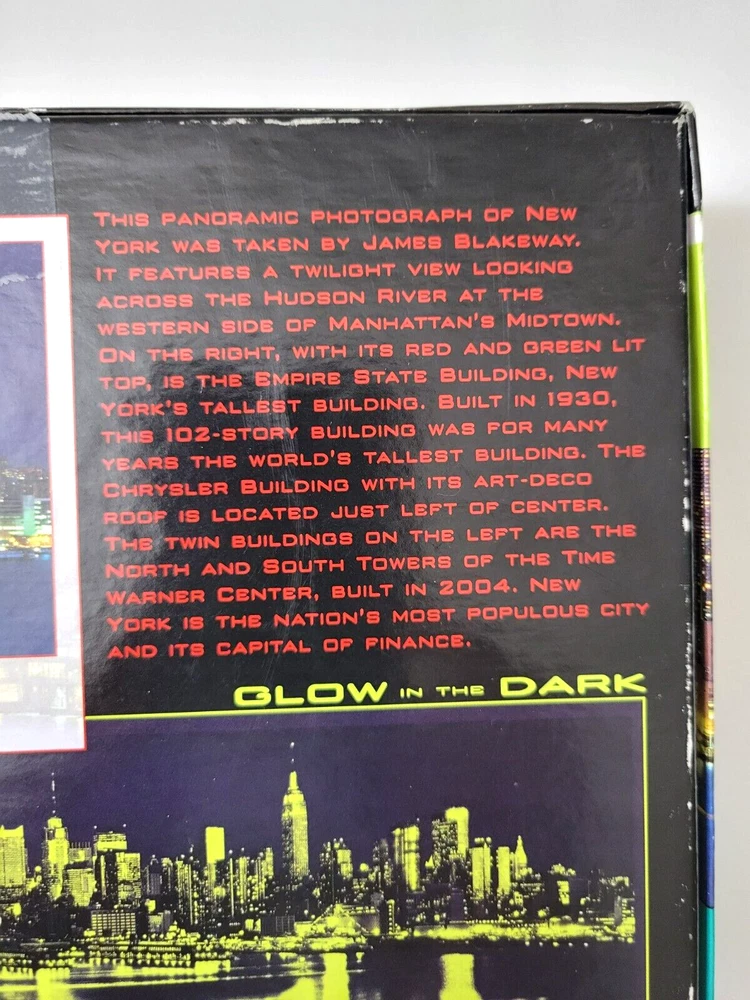 THIS PANORAMIC PHOTOGRAPH OF NEW
YORK WAS TAKEN BY JAMES BLAKEWAY.
IT FEATURES A TWILIGHT VIEW LOOKING
ACROSS THE HUDSON RIVER AT THE
WESTERN SIDE OF MANHATTAN'S MIDTOWN.
ON THE RIGHT, WITH ITS RED AND GREEN LIT
TOP, IS THE EMPIRE STATE BUILDING, NEW
YORK'S TALLEST BUILDING. BUILT IN 1930,
THIS 102-STORY BUILDING WAS FOR MANY
YEARS THE WORLD'S TALLEST BUILDING. THE
CHRYSLER BUILDING WITH ITS ART-DECO
ROOF IS LOCATED JUST LEFT OF CENTER.
THE TWIN BUILDINGS ON THE LEFT ARE THE
NORTH AND SOUTH TOWERS OF THE TIME
WARNER CENTER, BUILT IN 2004. NEW
YORK IS THE NATION'S MOST POPULOUS CITY
AND ITS CAPITAL OF FINANCE.
GLOW IN THE DARK